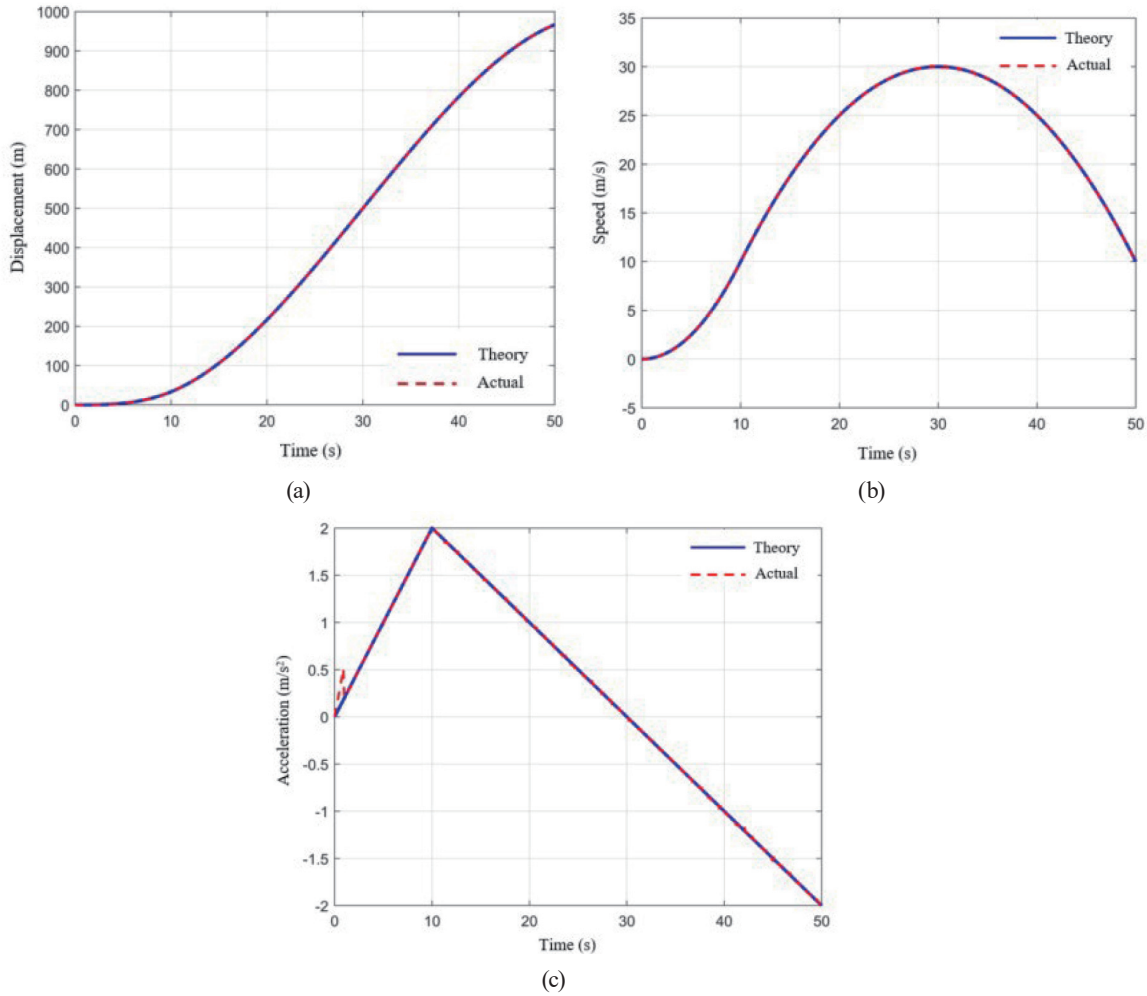 1000
900
800
700
600
500
400
300
200
100
0
Displacement (m)
Theory
Actual
0 10 20 30 40 50
Time (s)
(a)
35
30
25
20
15
10
5
0
-5
Speed (m/s)
Theory
Actual
0 10 20 30 40 50
Time (s)
(b)
2
1.5
1
0.5
0
-0.5
-1
-1.5
-2
Acceleration (m/s²)
Theory
Actual
0 10 20 30 40 50
Time (s)
(c)